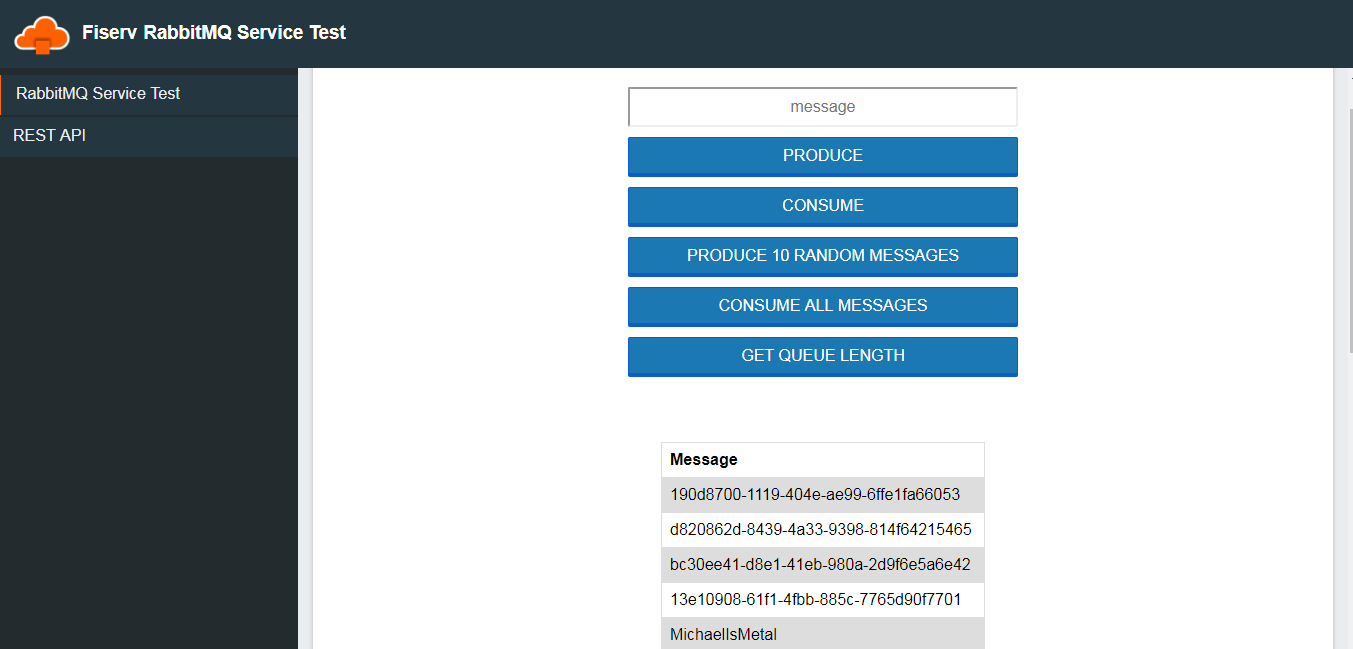 Fiserv RabbitMQ Service Test
RabbitMQ Service Test
REST API
message
PRODUCE
CONSUME
PRODUCE 10 RANDOM MESSAGES
CONSUME ALL MESSAGES
GET QUEUE LENGTH
Message
190d8700-1119-404e-ae99-6ffe1fa66053
d820862d-8439-4a33-9398-814f64215465
bc30ee41-d8e1-41eb-980a-2d9f6e5a6e42
13e10908-61f1-4fbb-885c-7765d90f7701
MichaelIsMetal